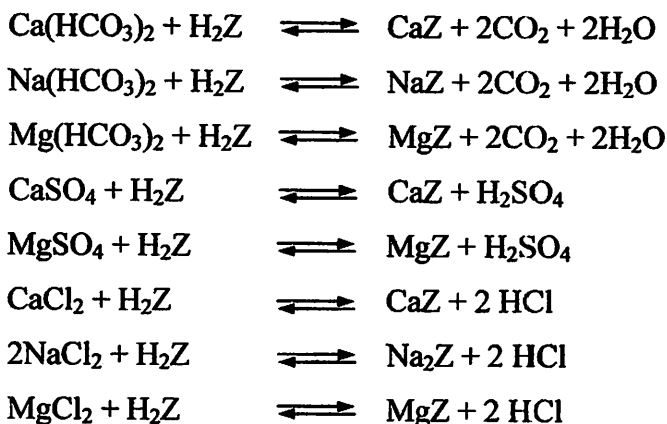 Ca(HCO₃)₂ + H₂Z ⇌ CaZ + 2CO₂ + 2H₂O
Na(HCO₃)₂ + H₂Z ⇌ NaZ + 2CO₂ + 2H₂O
Mg(HCO₃)₂ + H₂Z ⇌ MgZ + 2CO₂ + 2H₂O
CaSO₄ + H₂Z ⇌ CaZ + H₂SO₄
MgSO₄ + H₂Z ⇌ MgZ + H₂SO₄
CaCl₂ + H₂Z ⇌ CaZ + 2 HCl
2NaCl₂ + H₂Z ⇌ Na₂Z + 2 HCl
MgCl₂ + H₂Z ⇌ MgZ + 2 HCl